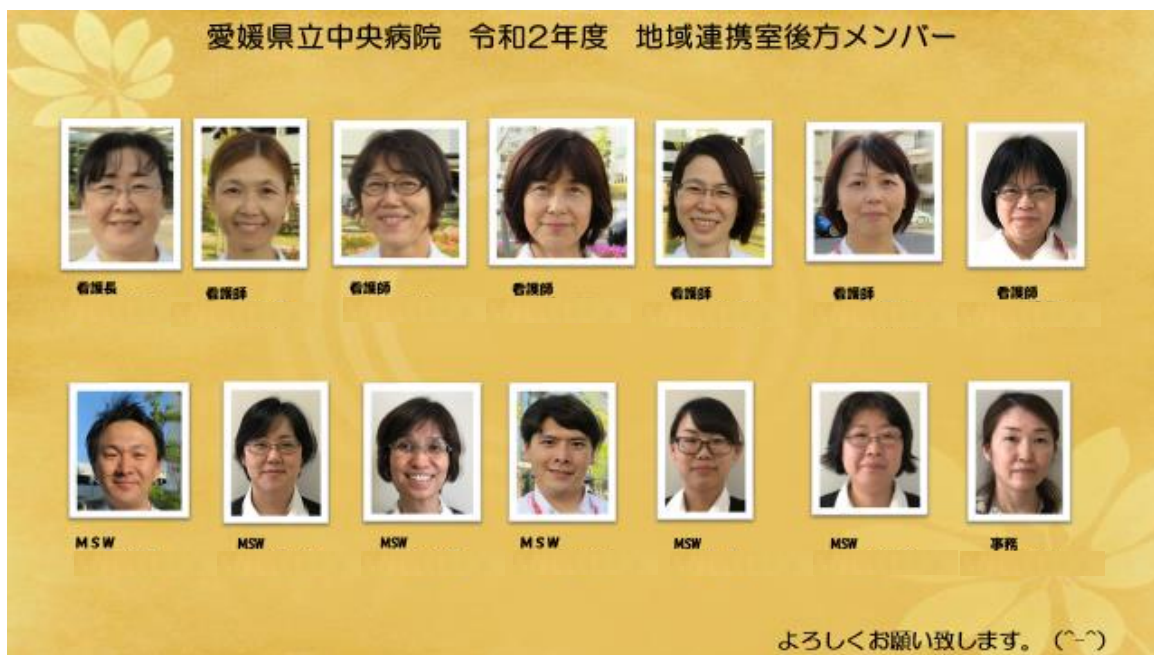 愛媛県立中央病院　令和2年度　地域連携室後方メンバー
看護長　看護師　看護師　看護師　看護師　看護師　看護師
ＭＳＷ　MSW　MSW　ＭＳＷ　MSW　MSW　事務
よろしくお願い致します。（^-^）